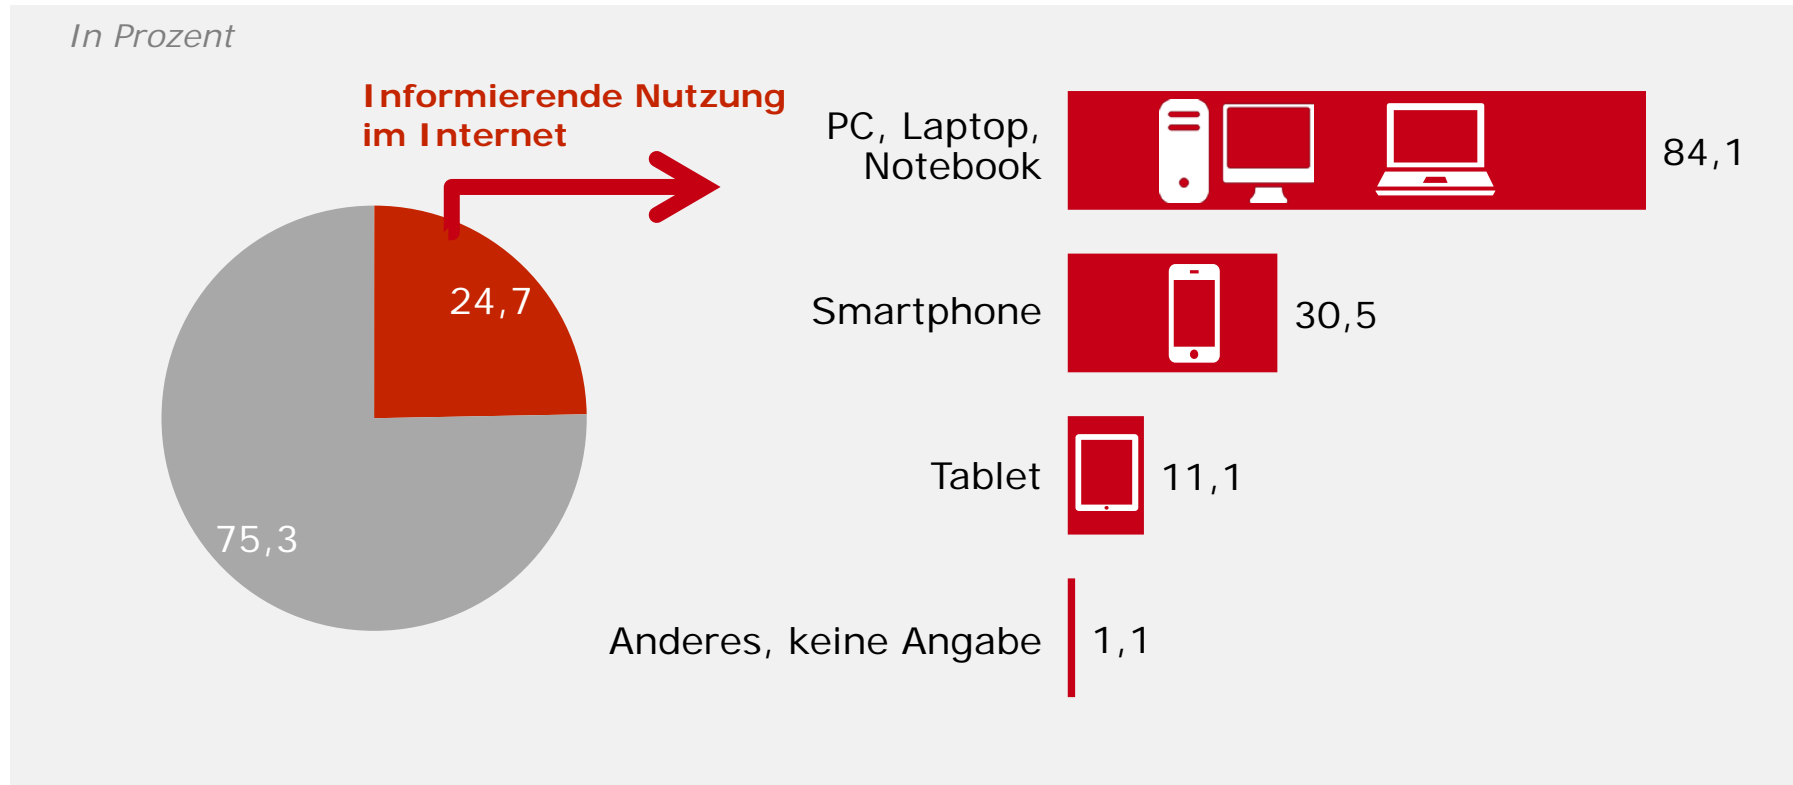 In Prozent
Informierende Nutzung
im Internet
24,7
75,3
PC, Laptop,
Notebook
84,1
Smartphone
30,5
Tablet
11,1
Anderes, keine Angabe
1,1